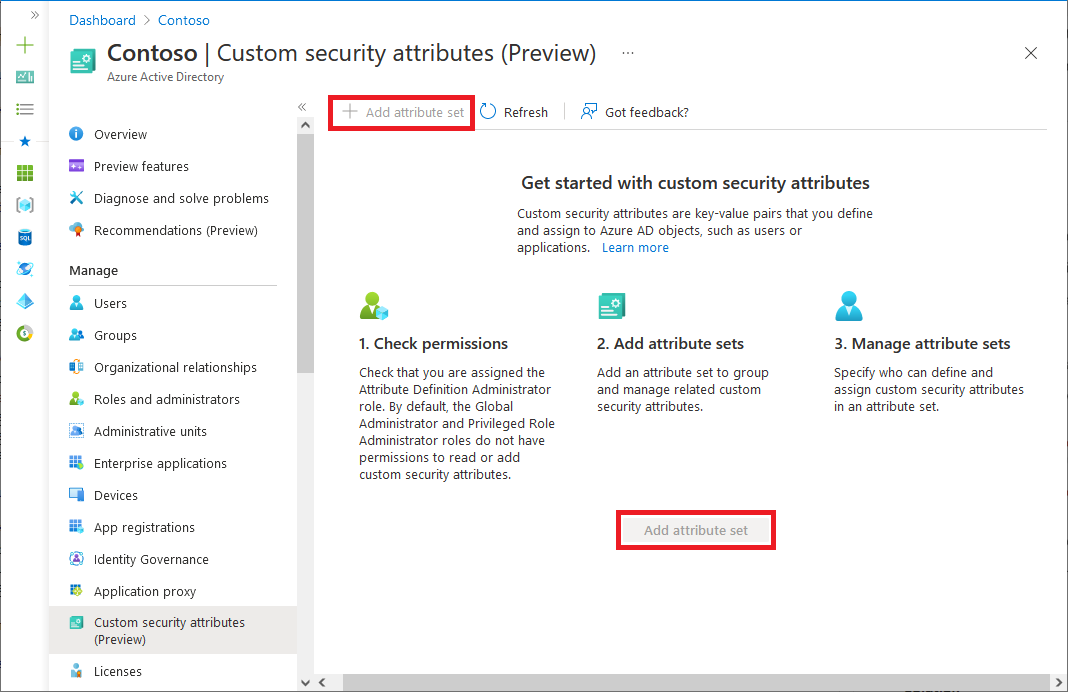 Dashboard > Contoso
Contoso | Custom security attributes (Preview) ...
Azure Active Directory
Overview
Preview features
Diagnose and solve problems
Recommendations (Preview)
Manage
Users
Groups
Organizational relationships
Roles and administrators
Administrative units
Enterprise applications
Devices
App registrations
Identity Governance
Application proxy
Custom security attributes
(Preview)
Licenses
Add attribute set Refresh Got feedback?
Get started with custom security attributes
Custom security attributes are key-value pairs that you define
and assign to Azure AD objects, such as users or
applications. Learn more
1. Check permissions
Check that you are assigned the
Attribute Definition Administrator
role. By default, the Global
Administrator and Privileged Role
Administrator roles do not have
permissions to read or add
custom security attributes.
2. Add attribute sets
Add an attribute set to group
and manage related custom
security attributes.
3. Manage attribute sets
Specify who can define and
assign custom security attributes
in an attribute set.
Add attribute set